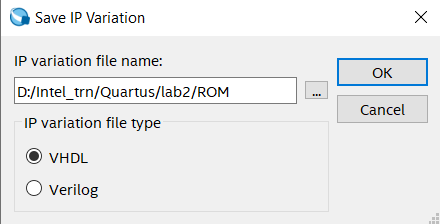 Save IP Variation
IP variation file name:
OK
D:/Intel_trn/Quartus/lab2/ROM
...
Cancel
IP variation file type
VHDL
Verilog